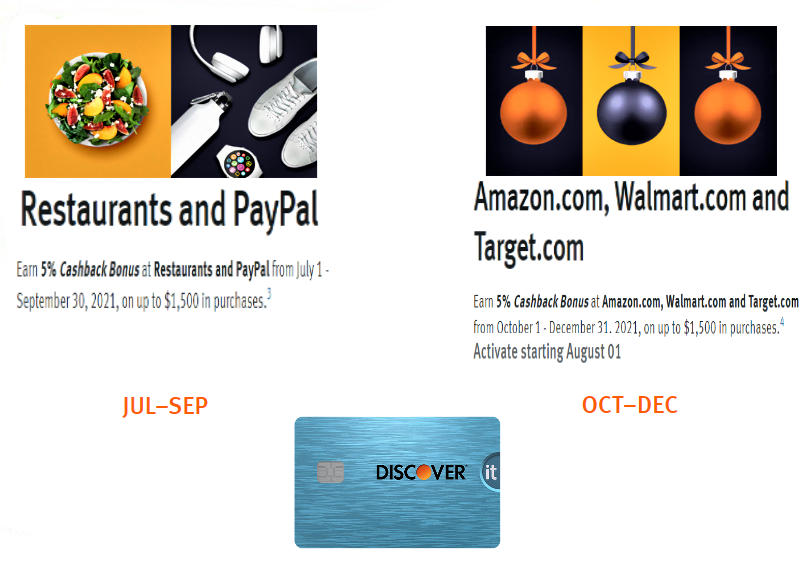 Restaurants and PayPal
Earn 5% Cashback Bonus at Restaurants and PayPal from July 1 -
September 30, 2021, on up to $1,500 in purchases.3
JUL–SEP
Amazon.com, Walmart.com and
Target.com
Earn 5% Cashback Bonus at Amazon.com, Walmart.com and Target.com
from October 1 - December 31. 2021, on up to $1,500 in purchases.4
Activate starting August 01
OCT–DEC
DISCOVER it